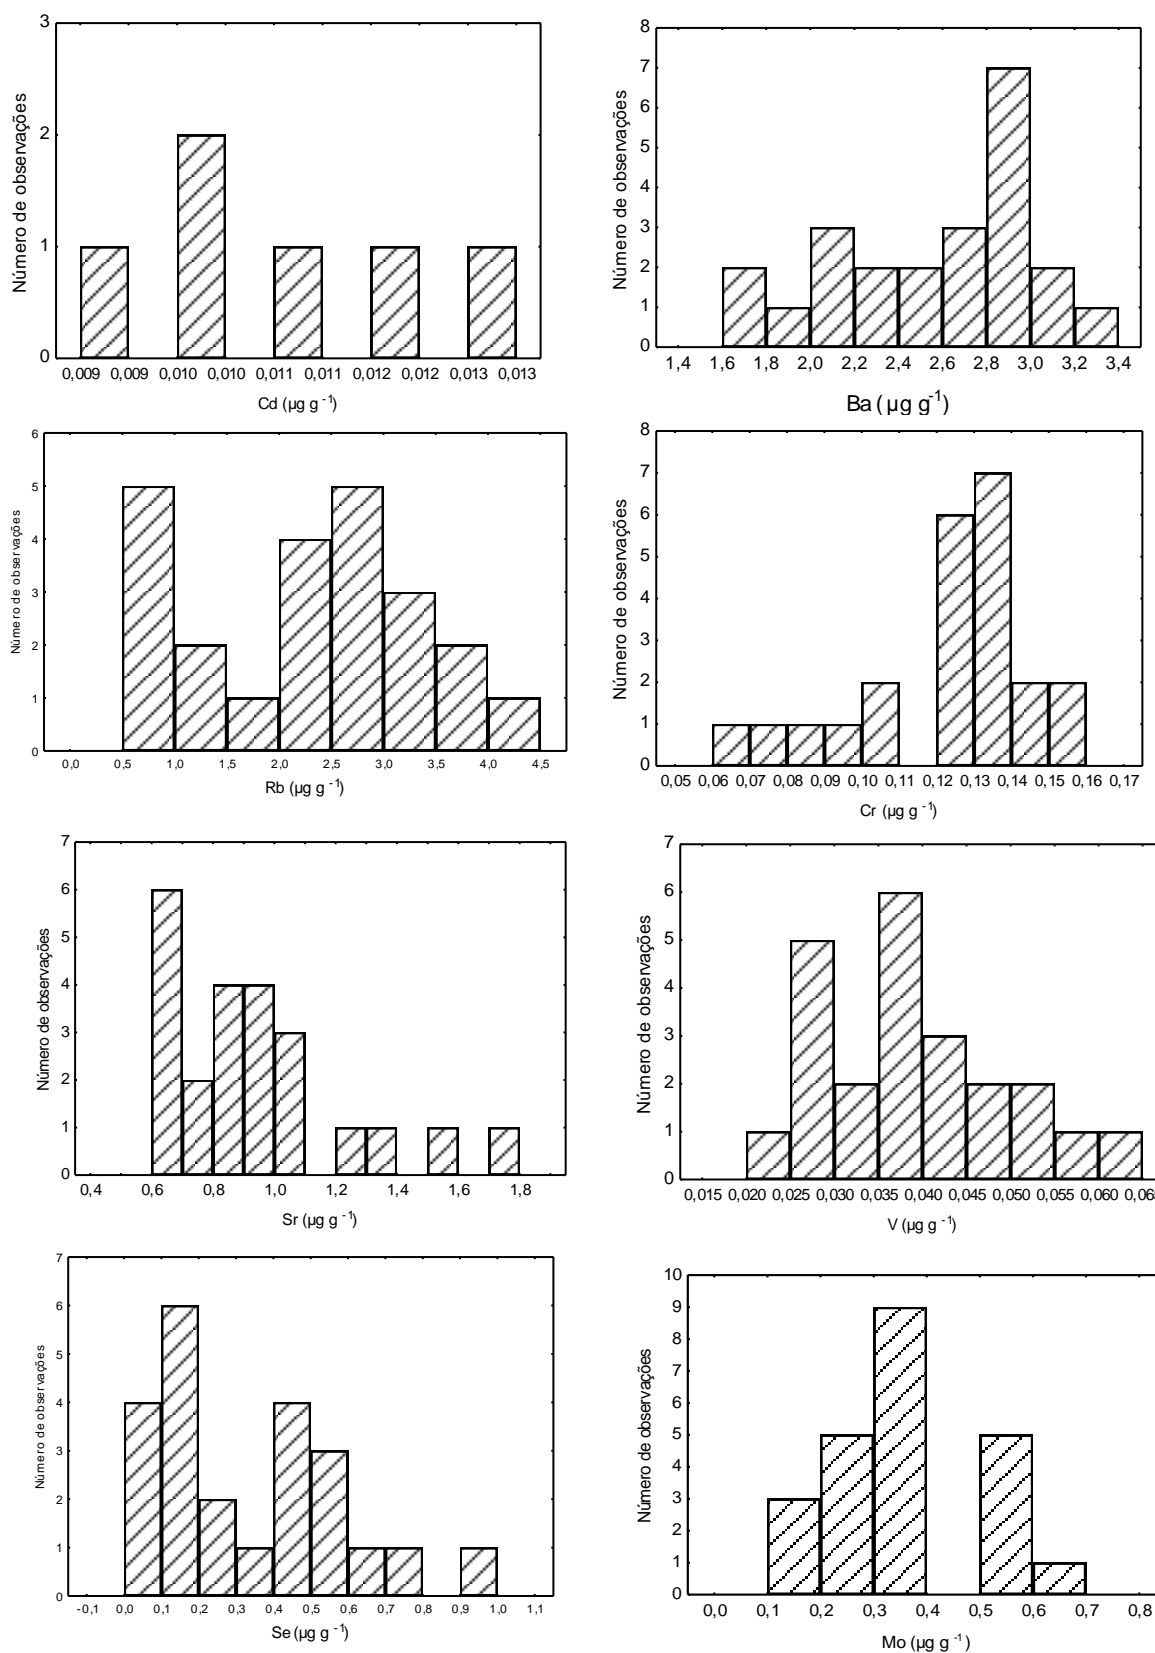 3
2
1
0
Número de observações
0,009 0,009 0,010 0,010 0,011 0,011 0,012 0,012 0,013 0,013
Cd (µg g -1)
8
7
6
5
4
3
2
1
0
Número de observações
1,4 1,6 1,8 2,0 2,2 2,4 2,6 2,8 3,0 3,2 3,4
Ba (µg g-1)
6
5
4
3
2
1
0
Número de observações
0,0 0,5 1,0 1,5 2,0 2,5 3,0 3,5 4,0 4,5
Rb (µg g -1)
8
7
6
5
4
3
2
1
0
Número de observações
0,05 0,06 0,07 0,08 0,09 0,10 0,11 0,12 0,13 0,14 0,15 0,16 0,17
Cr (µg g -1)
7
6
5
4
3
2
1
0
Número de observações
0,4 0,6 0,8 1,0 1,2 1,4 1,6 1,8
Sr (µg g -1)
7
6
5
4
3
2
1
0
Número de observações
0,015 0,020 0,025 0,030 0,035 0,040 0,045 0,050 0,055 0,060 0,065
V (µg g -1)
7
6
5
4
3
2
1
0
Número de observações
-0,1 0,0 0,1 0,2 0,3 0,4 0,5 0,6 0,7 0,8 0,9 1,0 1,1
Se (µg g -1)
10
9
8
7
6
5
4
3
2
1
0
Número de observações
0,0 0,1 0,2 0,3 0,4 0,5 0,6 0,7 0,8
Mo (µg g -1)